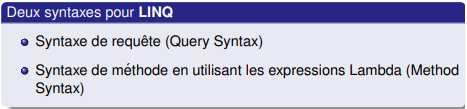 Deux syntaxes pour LINQ
Syntaxe de requête (Query Syntax)
Syntaxe de méthode en utilisant les expressions Lambda (Method
Syntax)